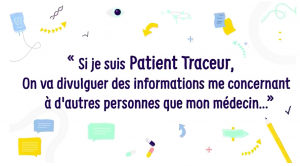 “ Si je suis Patient Traceur,
On va divulguer des informations me concernant
à d'autres personnes que mon médecin...”